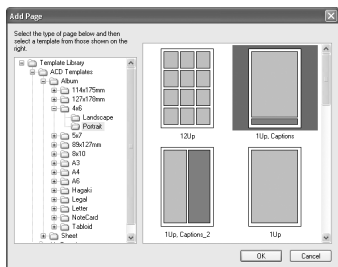 Add Page
Select the type of page below and then
select a template from those shown on the
right.
Template Library
ACD Templates
Album
114x175mm
127x178mm
4x6
Landscape
Portrait
5x7
89x127mm
8x10
A3
A4
A6
Hagaki
Legal
Letter
NoteCard
Tabloid
Sheet
12Up
1Up, Captions
1Up, Captions_2
1Up
OK
Cancel